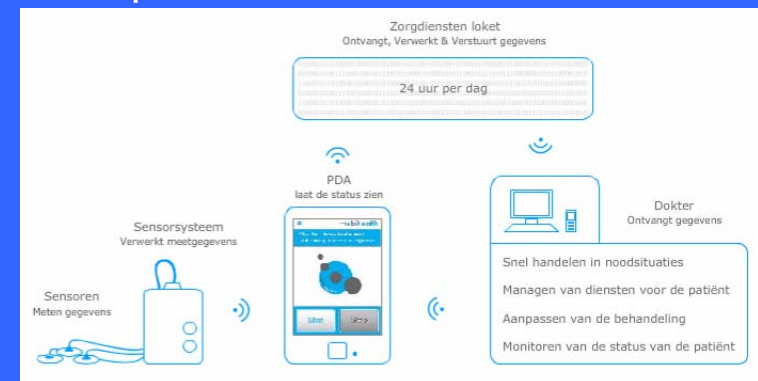 Zorgdiensten loket
Ontvangt, Verwerkt & Verstuurt gegevens
24 uur per dag
PDA
laat de status zien
Sensorsysteem
Verwerkt meetgegevens
Sensoren
Meten gegevens
Start
Stop
Dokter
Ontvangt gegevens
Snel handelen in noodsituaties
Managen van diensten voor de patiënt
Aanpassen van de behandeling
Monitoren van de status van de patiënt